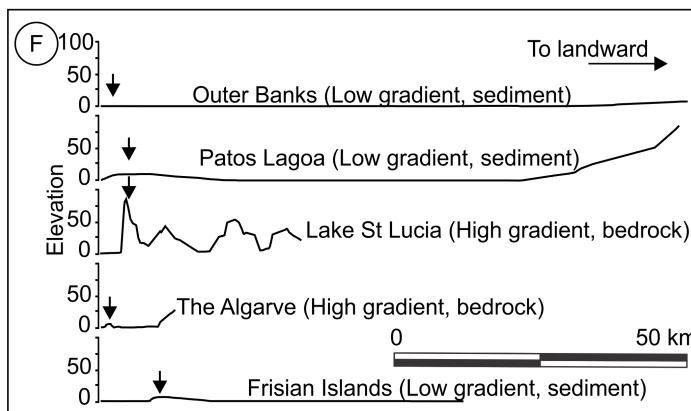 F
100
50
0
To landward
Outer Banks (Low gradient, sediment)
50
0
Patos Lagoa (Low gradient, sediment)
Elevation
50
0
Lake St Lucia (High gradient, bedrock)
50
0
The Algarve (High gradient, bedrock)
0
50 km
50
0
Frisian Islands (Low gradient, sediment)